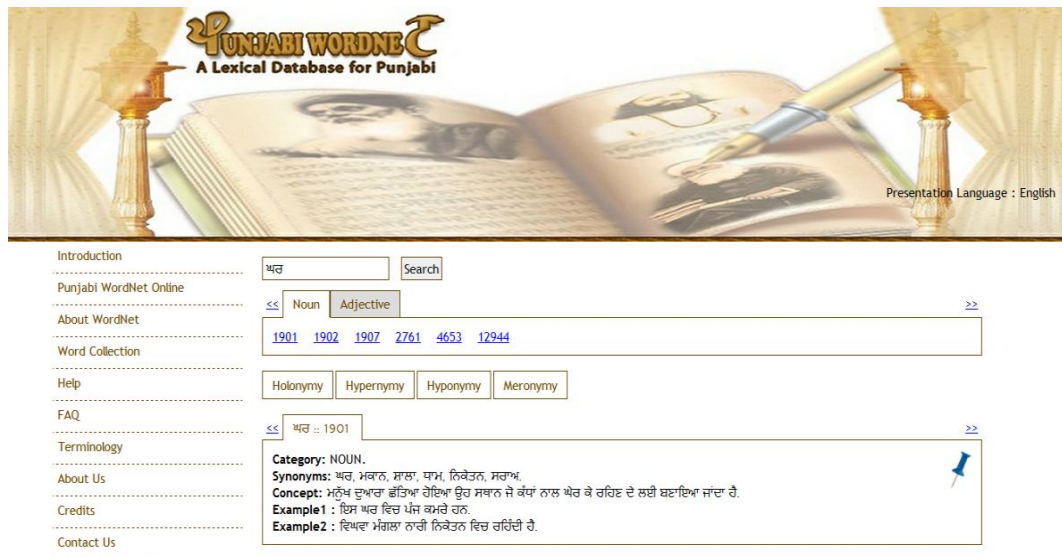 PUNJABI WORDNET
A Lexical Database for Punjabi
Presentation Language : English
Introduction
Punjabi WordNet Online
About WordNet
Word Collection
Help
FAQ
Terminology
About Us
Credits
Contact Us
ਘਰ Search
<< Noun Adjective >>
1901 1902 1907 2761 4653 12944
Holonymy Hypernymy Hyponymy Meronymy
<< ਘਰ :: 1901 >>
Category: NOUN.
Synonyms: ਘਰ, ਮਕਾਨ, ਸ਼ਾਲਾ, ਧਾਮ, ਨਿਕੇਤਨ, ਸਰਾਅ.
Concept: ਮਨੁੱਖ ਦੁਆਰਾ ਛੱਤਿਆ ਹੋਇਆ ਉਹ ਸਥਾਨ ਜੋ ਕੰਧਾਂ ਨਾਲ ਘੇਰ ਕੇ ਰਹਿਣ ਦੇ ਲਈ ਬਣਾਇਆ ਜਾਂਦਾ ਹੈ.
Example1 : ਇਸ ਘਰ ਵਿਚ ਪੰਜ ਕਮਰੇ ਹਨ.
Example2 : ਵਿਘਵਾ ਮੰਗਲਾ ਨਾਰੀ ਨਿਕੇਤਨ ਵਿਚ ਰਹਿੰਦੀ ਹੈ.